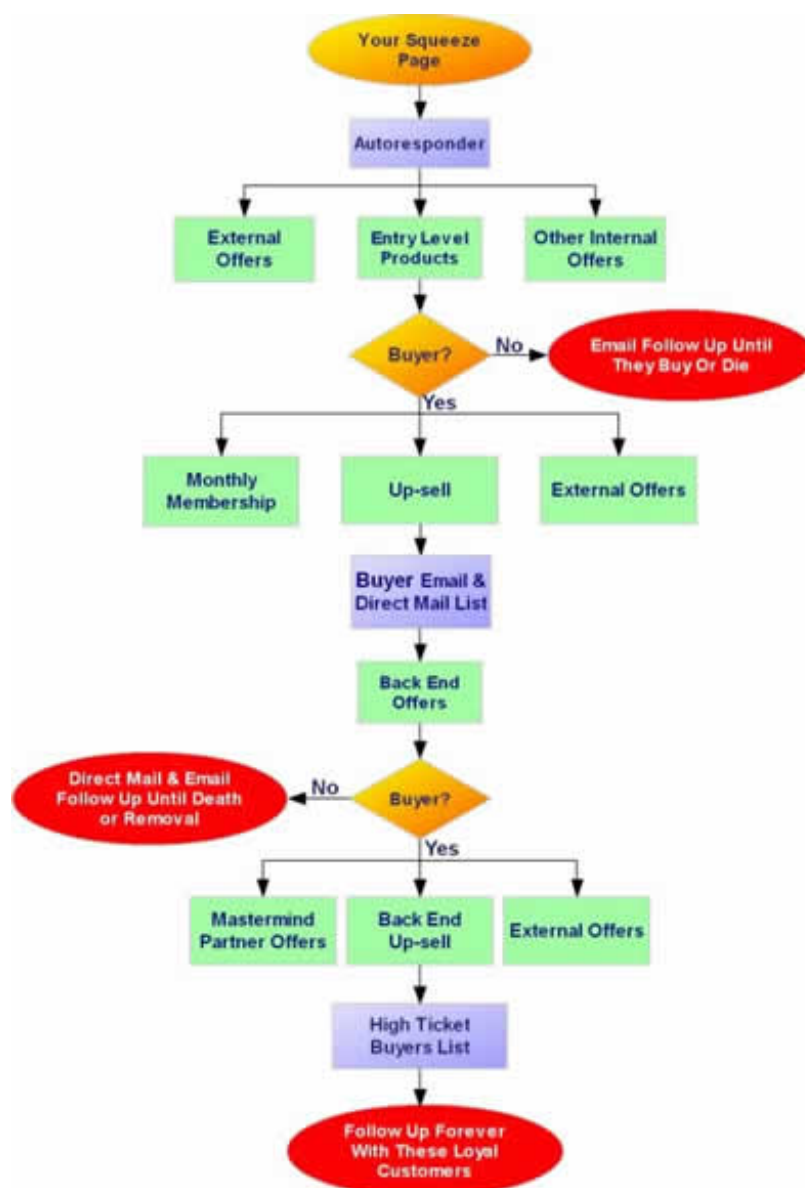 Your Squeeze
Page
Autoresponder
External
Offers
Entry Level
Products
Other Internal
Offers
Buyer?
No
Email Follow Up Until
They Buy Or Die
Yes
Monthly
Membership
Up-sell
External Offers
Buyer Email &
Direct Mail List
Back End
Offers
Direct Mail & Email
Follow Up Until Death
or Removal
No
Buyer?
Yes
Mastermind
Partner Offers
Back End
Up-sell
External Offers
High Ticket
Buyers List
Follow Up Forever
With These Loyal
Customers